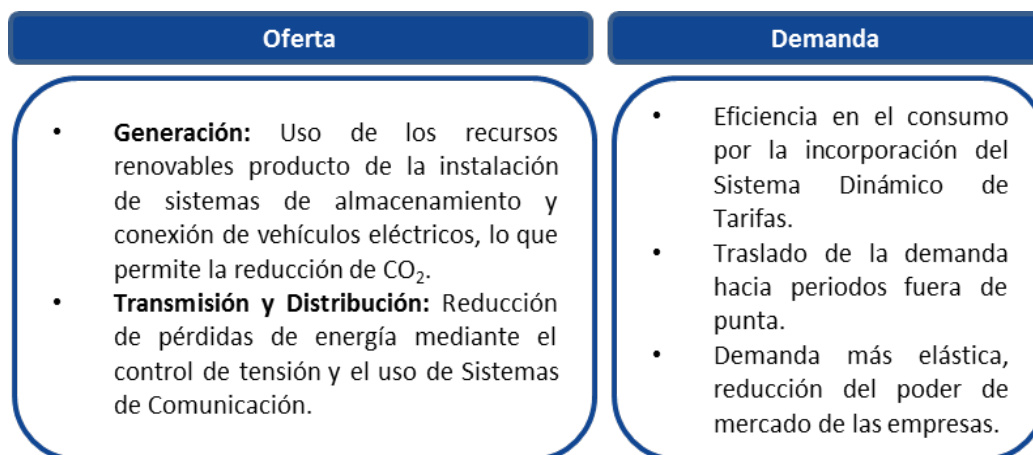 Oferta
• Generación: Uso de los recursos
renovables producto de la instalación
de sistemas de almacenamiento y
conexión de vehículos eléctricos, lo que
permite la reducción de CO₂.
• Transmisión y Distribución: Reducción
de pérdidas de energía mediante el
control de tensión y el uso de Sistemas
de Comunicación.
Demanda
• Eficiencia en el consumo
por la incorporación del
Sistema Dinámico de
Tarifas.
• Traslado de la demanda
hacia periodos fuera de
punta.
• Demanda más elástica,
reducción del poder de
mercado de las empresas.